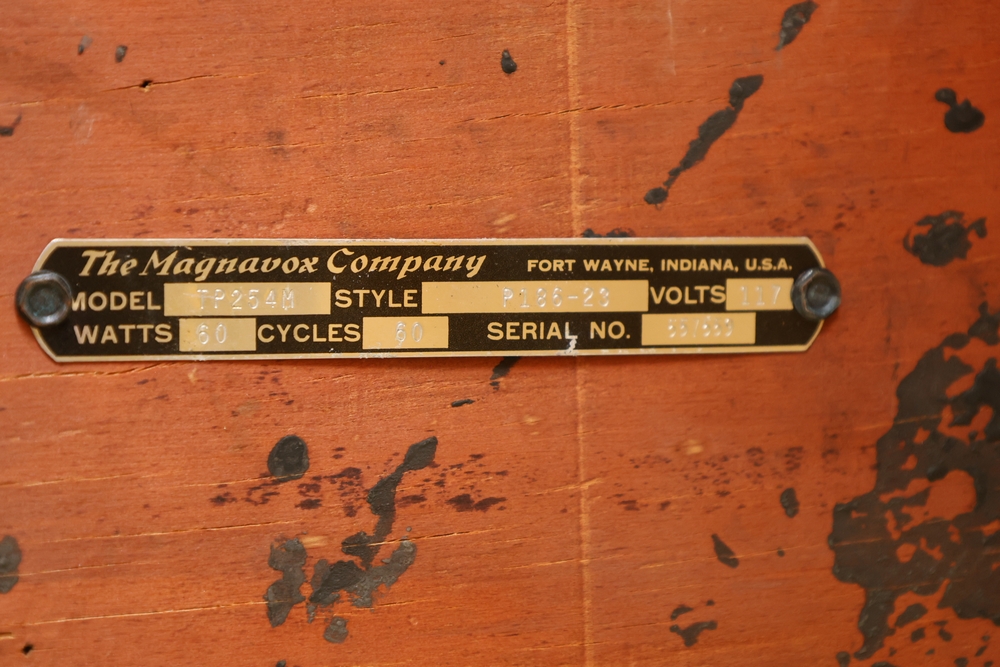 The Magnavox Company FORT WAYNE, INDIANA, U.S.A.
MODEL TP254M STYLE P186-23 VOLTS 117
WATTS 60 CYCLES 60 SERIAL NO.